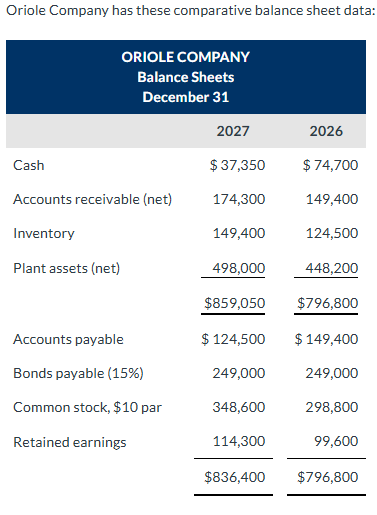 Oriole Company has these comparative balance sheet data:
ORIOLE COMPANY
Balance Sheets
December 31
2027 2026
Cash $ 37,350 $ 74,700
Accounts receivable (net) 174,300 149,400
Inventory 149,400 124,500
Plant assets (net) 498,000 448,200
$859,050 $796,800
Accounts payable $ 124,500 $ 149,400
Bonds payable (15%) 249,000 249,000
Common stock, $10 par 348,600 298,800
Retained earnings 114,300 99,600
$836,400 $796,800